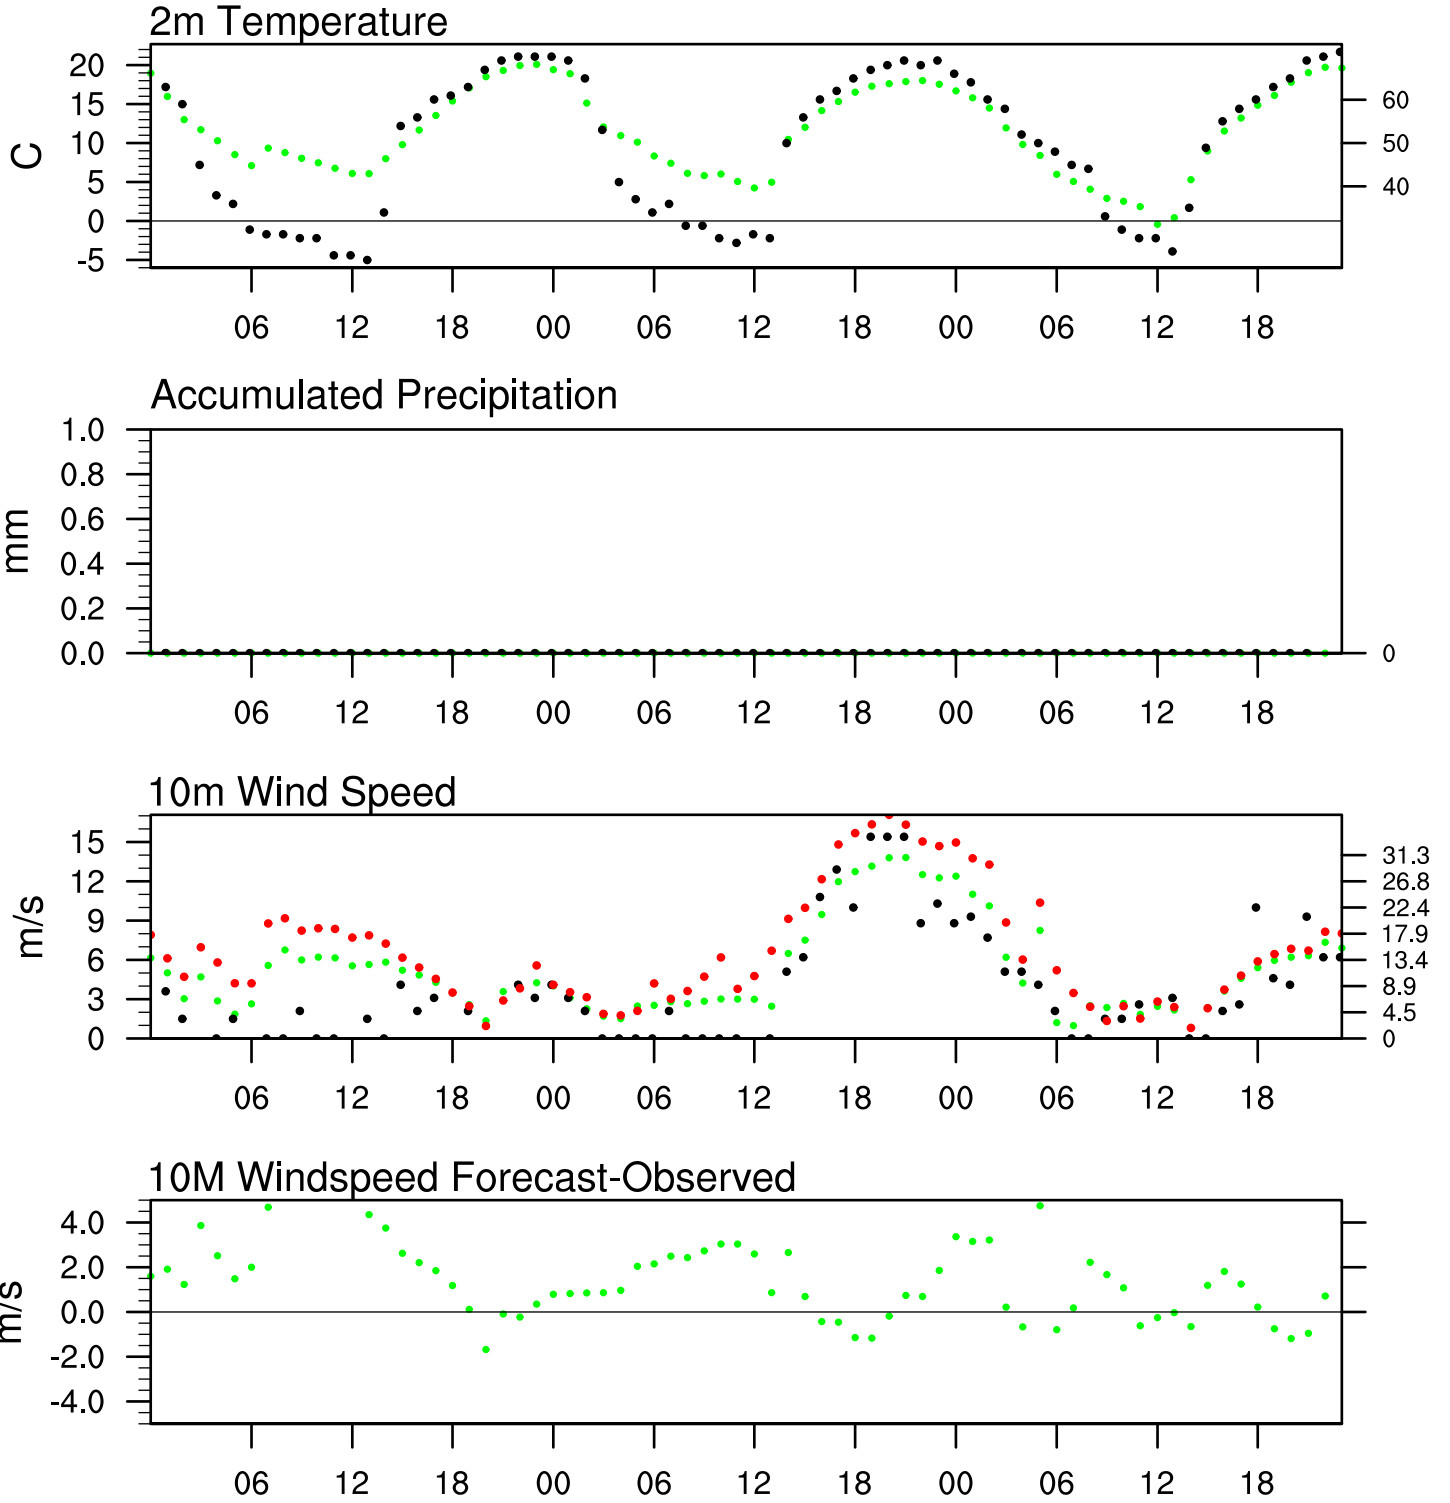 2m Temperature
20
15
10
5
0
-5
C
60
50
40
06 12 18 00 06 12 18 00 06 12 18
Accumulated Precipitation
1.0
0.8
0.6
0.4
0.2
0.0
mm
0
06 12 18 00 06 12 18 00 06 12 18
10m Wind Speed
15
12
9
6
3
0
m/s
31.3
26.8
22.4
17.9
13.4
8.9
4.5
0
06 12 18 00 06 12 18 00 06 12 18
10M Windspeed Forecast-Observed
4.0
2.0
0.0
-2.0
-4.0
m/s
06 12 18 00 06 12 18 00 06 12 18